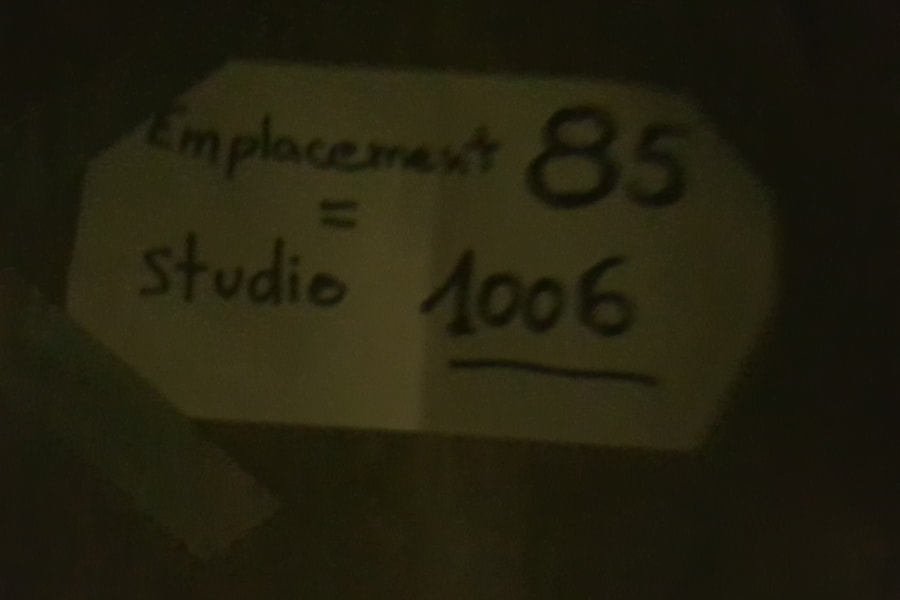 Emplacement 85
=
Studio 1006